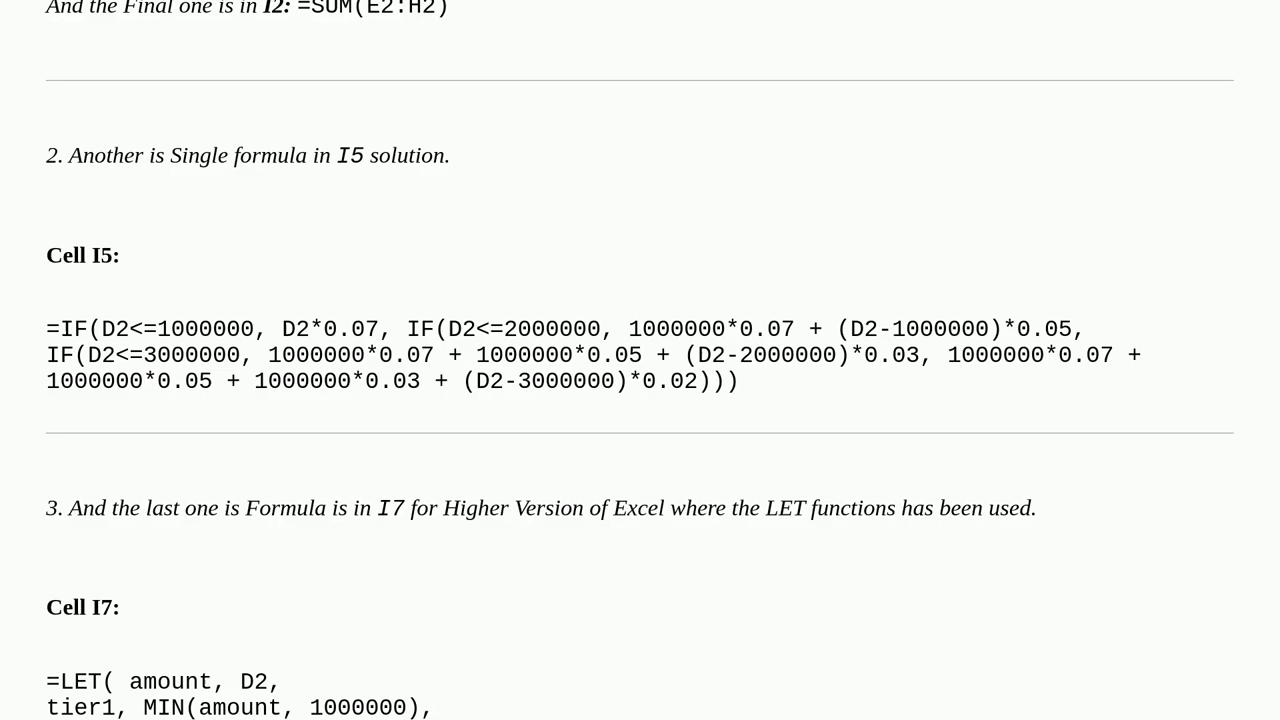 And the Final one is in I2: =SUM(E2:H2)
2. Another is Single formula in I5 solution.
Cell I5:
=IF(D2<=1000000, D2*0.07, IF(D2<=2000000, 1000000*0.07 + (D2-1000000)*0.05,
IF(D2<=3000000, 1000000*0.07 + 1000000*0.05 + (D2-2000000)*0.03, 1000000*0.07 +
1000000*0.05 + 1000000*0.03 + (D2-3000000)*0.02)))
3. And the last one is Formula is in I7 for Higher Version of Excel where the LET functions has been used.
Cell I7:
=LET( amount, D2,
tier1, MIN(amount, 1000000),